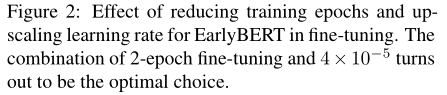 Figure 2: Effect of reducing training epochs and up-
scaling learning rate for EarlyBERT in fine-tuning. The
combination of 2-epoch fine-tuning and 4 × 10⁻⁵ turns
out to be the optimal choice.